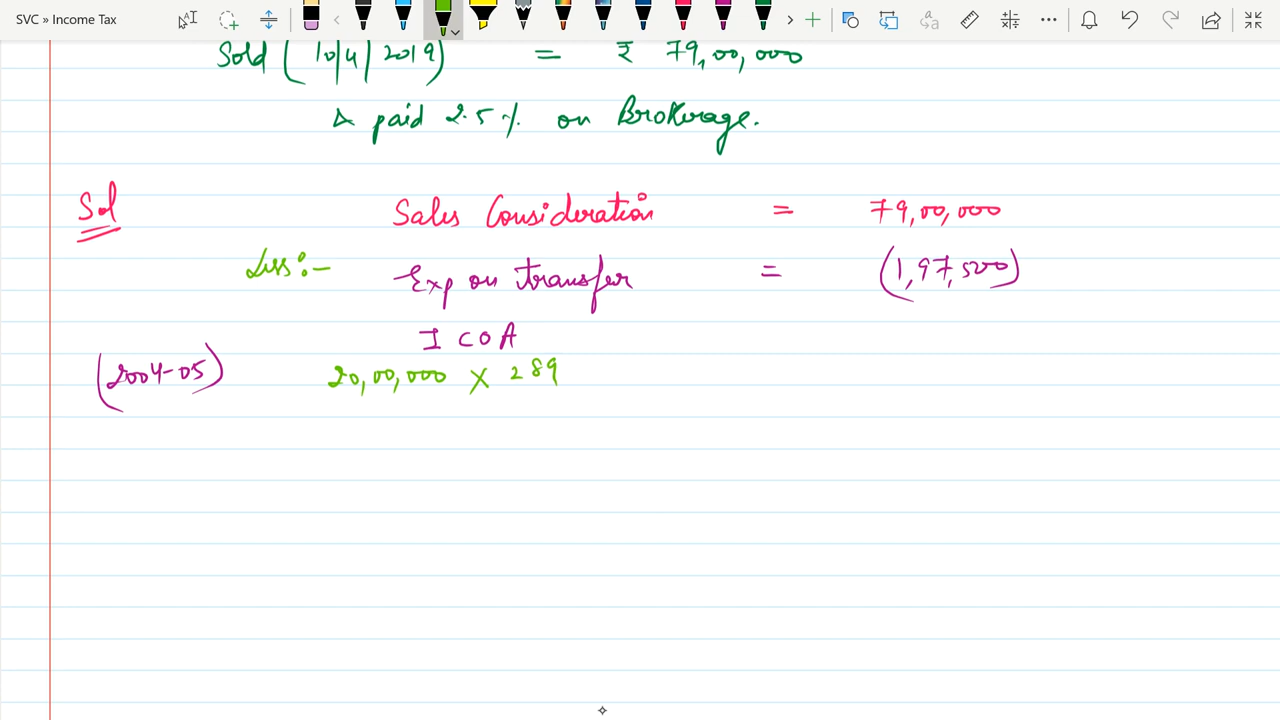 SVC » Income Tax
Sold ( 10/4/2019) = ₹ 79,00,000
& paid 2.5% on Brokerage.
Sol Sales Consideration = 79,00,000
Less:- Exp on transfer = (1,97,500)
I C O A
(2004-05) 20,00,000 X 289